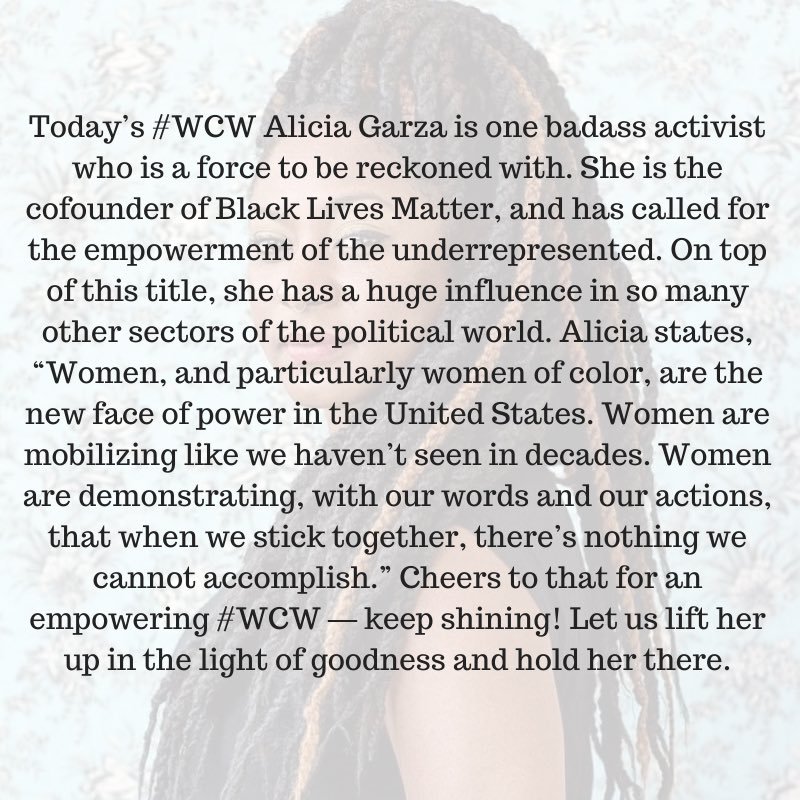 Today’s #WCW Alicia Garza is one badass activist
who is a force to be reckoned with. She is the
cofounder of Black Lives Matter, and has called for
the empowerment of the underrepresented. On top
of this title, she has a huge influence in so many
other sectors of the political world. Alicia states,
“Women, and particularly women of color, are the
new face of power in the United States. Women are
mobilizing like we haven’t seen in decades. Women
are demonstrating, with our words and our actions,
that when we stick together, there’s nothing we
cannot accomplish.” Cheers to that for an
empowering #WCW — keep shining! Let us lift her
up in the light of goodness and hold her there.